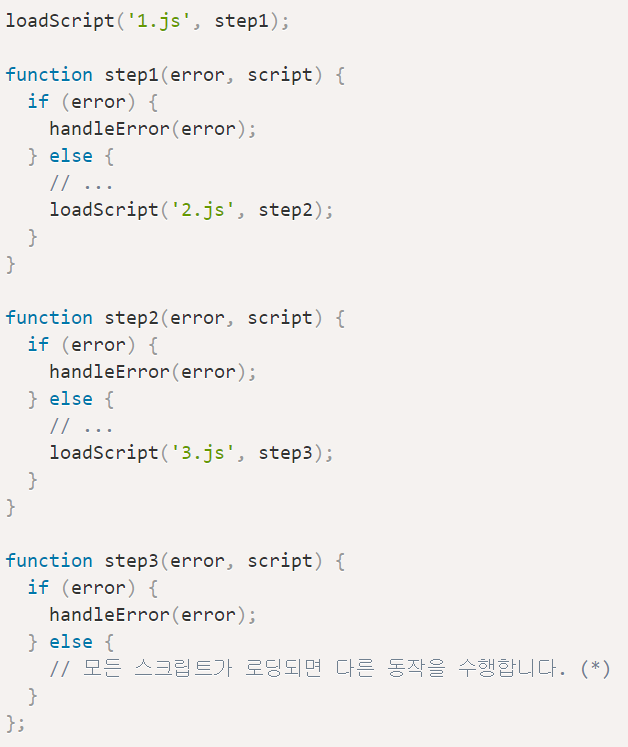 loadScript('1.js', step1);
function step1(error, script) {
if (error) {
handleError(error);
} else {
// ...
loadScript('2.js', step2);
}
}
function step2(error, script) {
if (error) {
handleError(error);
} else {
// ...
loadScript('3.js', step3);
}
}
function step3(error, script) {
if (error) {
handleError(error);
} else {
// 모든 스크립트가 로딩되면 다른 동작을 수행합니다. (*)
}
};